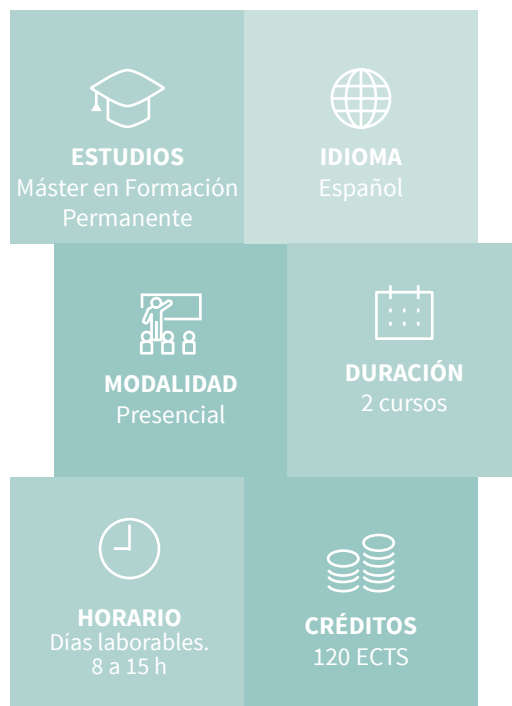 ESTUDIOS
Máster en Formación
Permanente
IDIOMA
Español
MODALIDAD
Presencial
DURACIÓN
2 cursos
HORARIO
Días laborables.
8 a 15 h
CRÉDITOS
120 ECTS